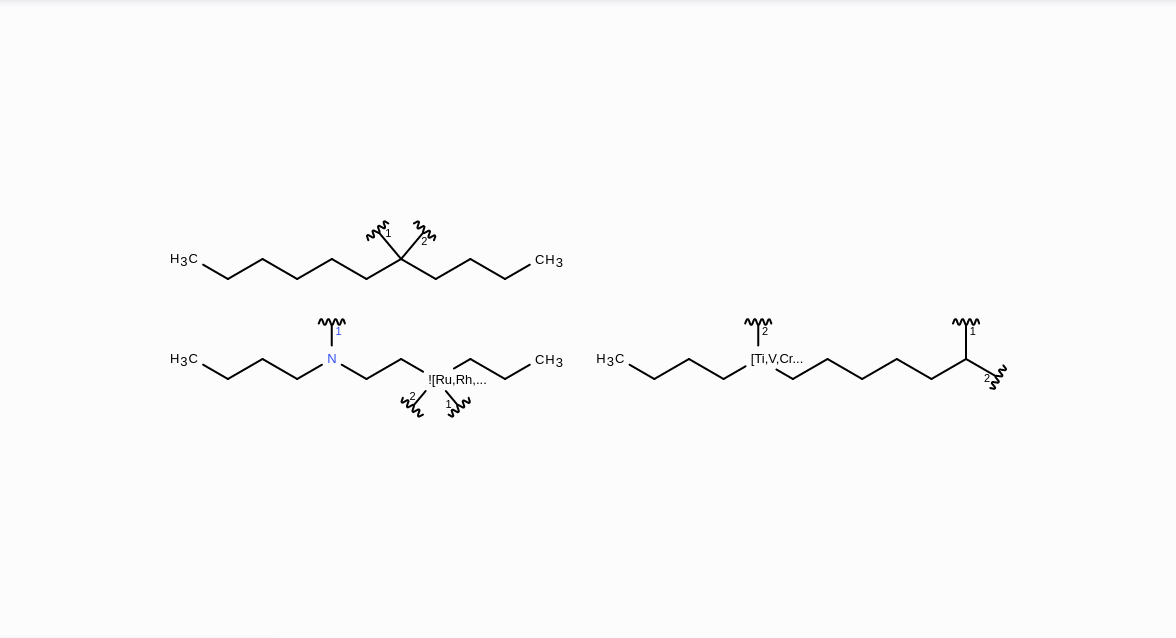 1 2
H3C CH3
1 2 1
H3C N CH3 H3C [Ti,V,Cr...
![Ru,Rh,... 2
2 1